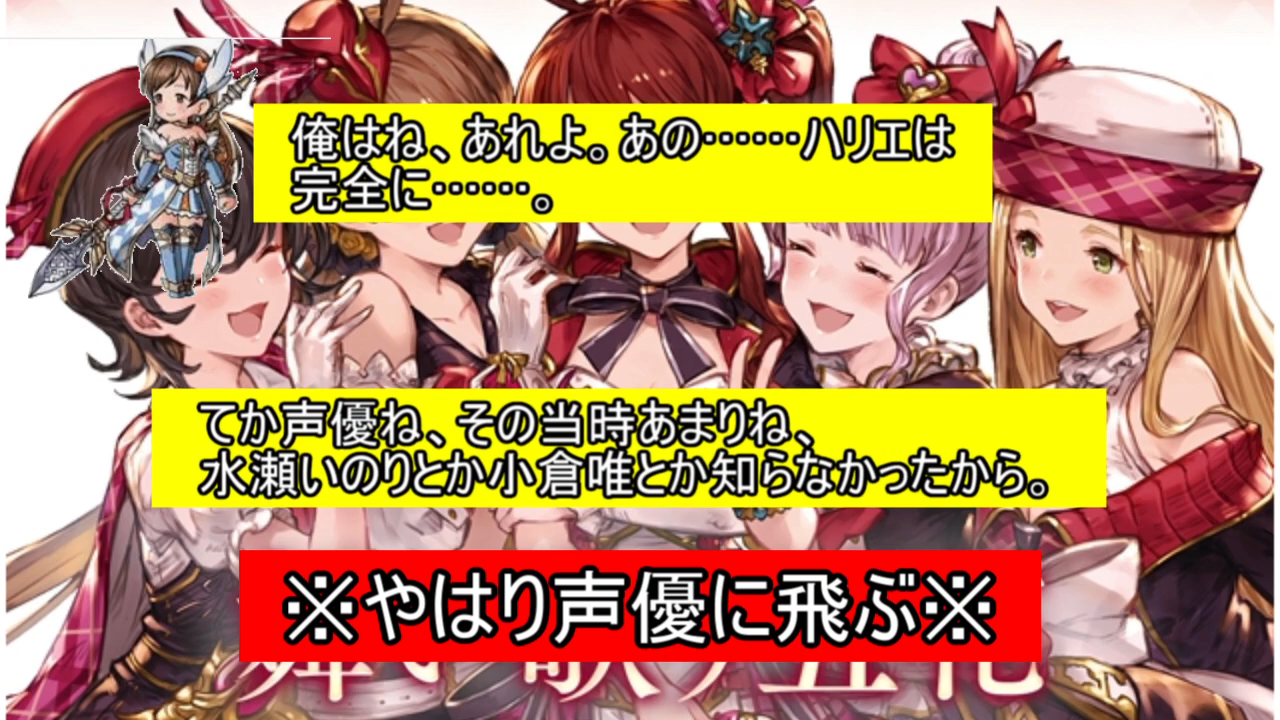 俺はね、あれよ。あの……ハリエは
完全に……。
てか声優ね、その当時あまりね、
水瀬いのりとか小倉唯とか知らなかったから。
※やはり声優に飛ぶ※